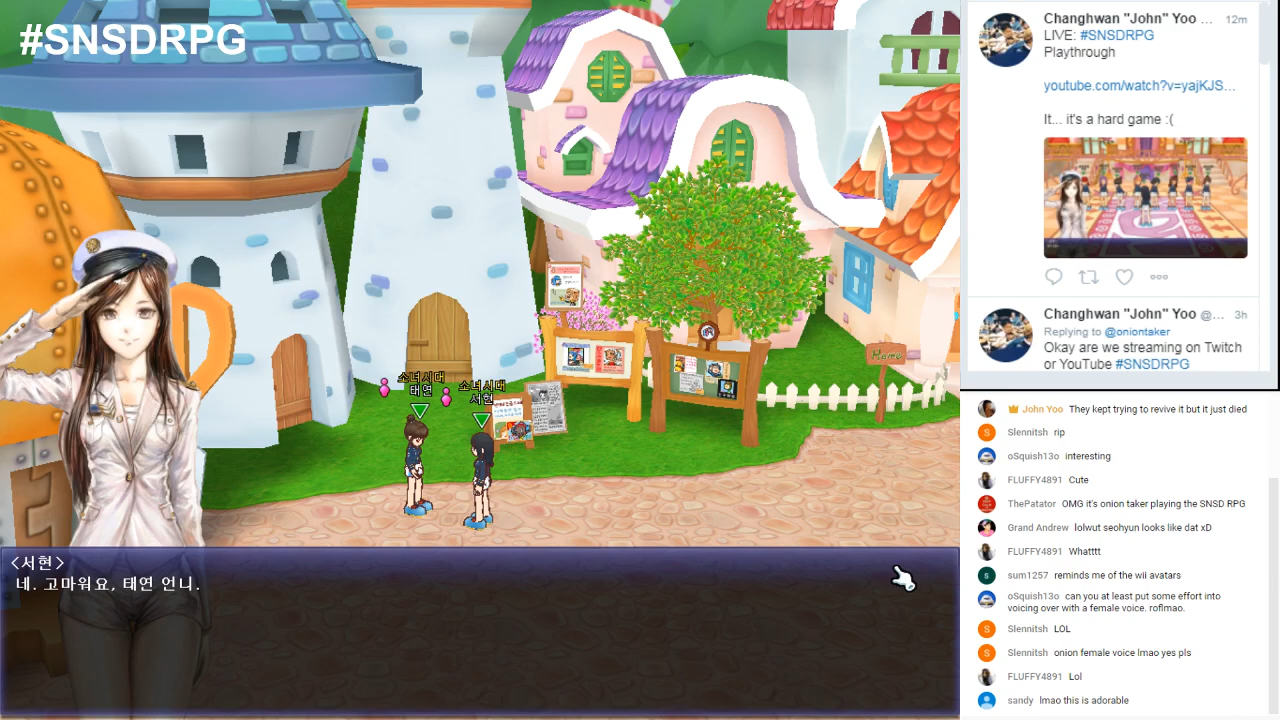 #SNSDRPG
소녀시대
태연
소녀시대
서현
Home
<서현>
네. 고마워요, 태연 언니.
Changhwan "John" Yoo ... 12m
LIVE: #SNSDRPG
Playthrough
youtube.com/watch?v=yajKJS...
It... it's a hard game :(
Changhwan "John" Yoo @... 3h
Replying to @oniontaker
Okay are we streaming on Twitch
or YouTube #SNSDRPG
John Yoo They kept trying to revive it but it just died
S Slennitsh rip
oSquish13o interesting
FLUFFY4891 Cute
ThePatator OMG it's onion taker playing the SNSD RPG
Grand Andrew lolwut seohyun looks like dat xD
FLUFFY4891 Whatttt
s sum1257 reminds me of the wii avatars
oSquish13o can you at least put some effort into
voicing over with a female voice. roflmao.
S Slennitsh LOL
S Slennitsh onion female voice lmao yes pls
FLUFFY4891 Lol
sandy lmao this is adorable